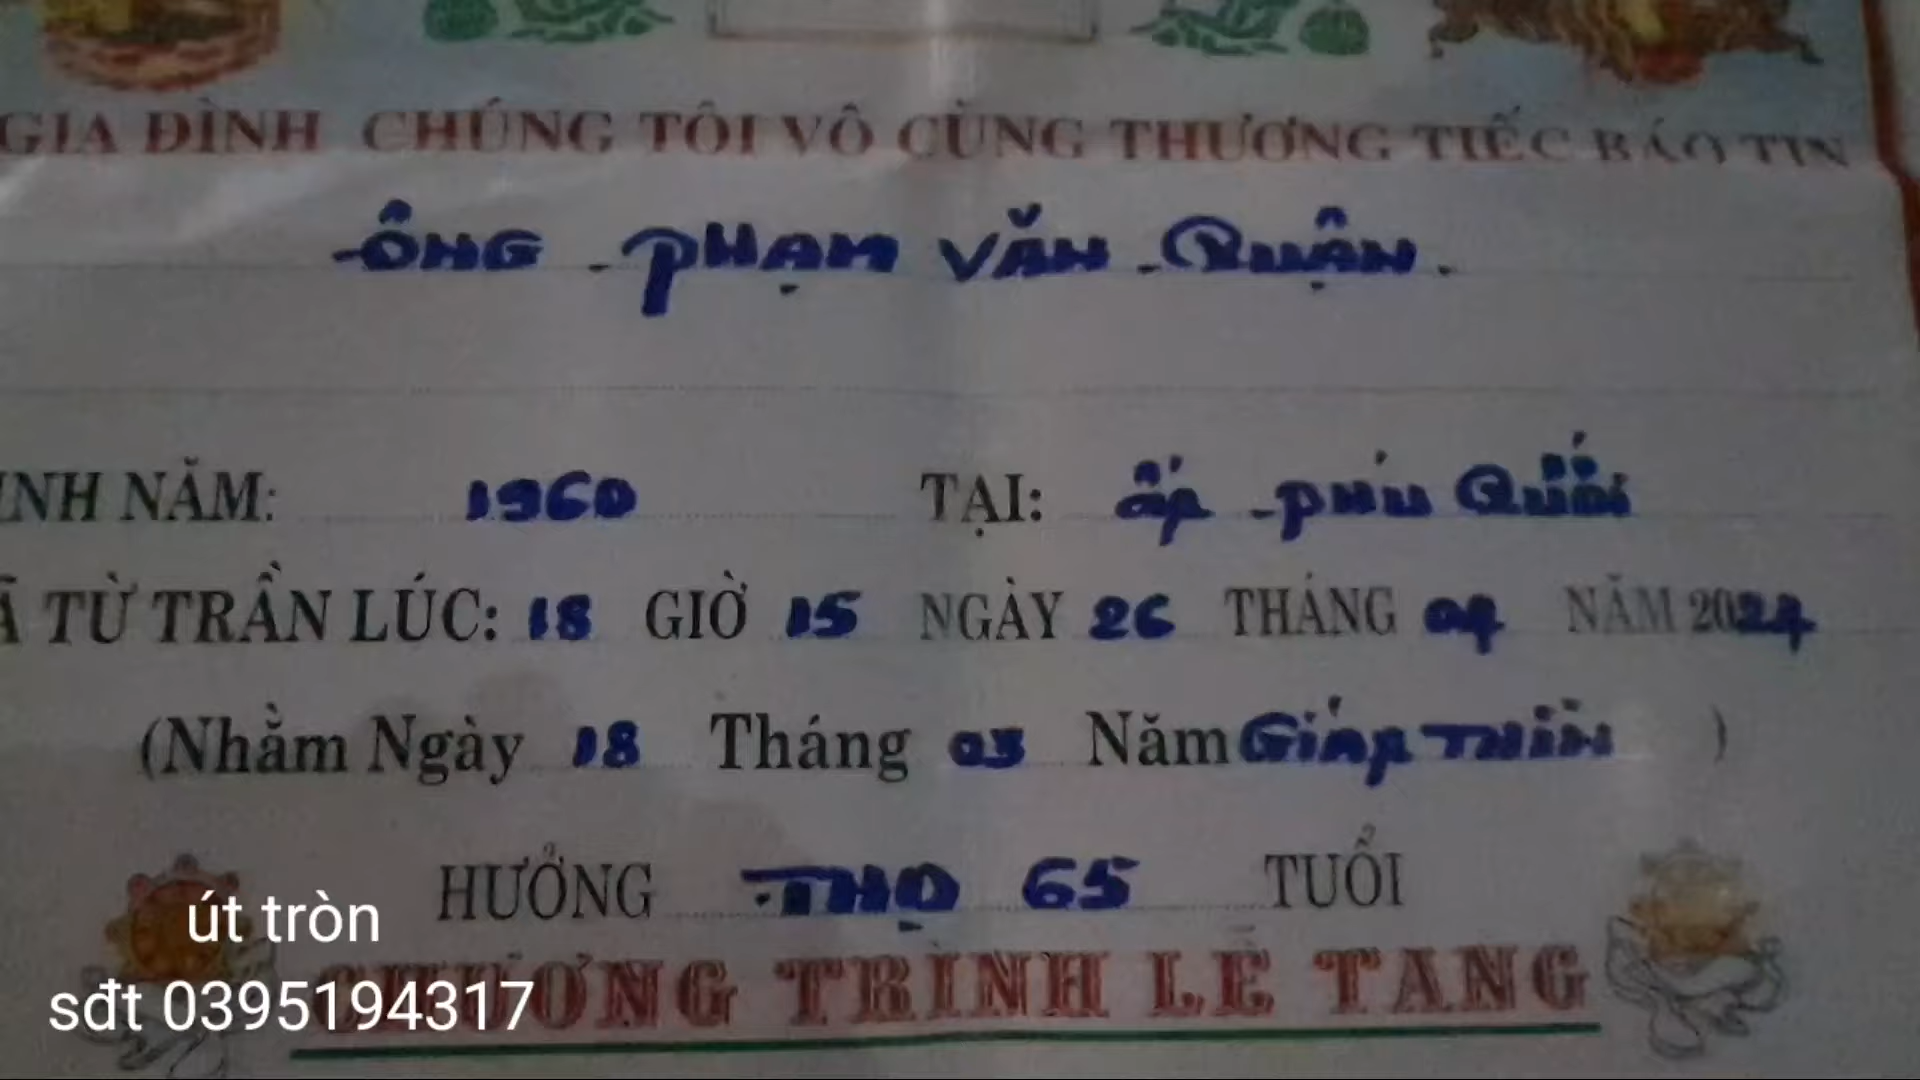 GIA ĐÌNH CHÚNG TÔI VÔ CÙNG THƯƠNG TIẾC BÁO TIN
ÔNG PHẠM VĂN QUẬN
INH NĂM: 1960 TẠI: ấp PHÚ QUỚI
Ã TỪ TRẦN LÚC: 18 GIỜ 15 NGÀY 26 THÁNG 04 NĂM 2024
(Nhằm Ngày 18 Tháng 03 Năm GIÁP THÌN )
HƯỞNG THỌ 65 TUỔI
CHƯƠNG TRÌNH LỄ TANG
út tròn
sđt 0395194317